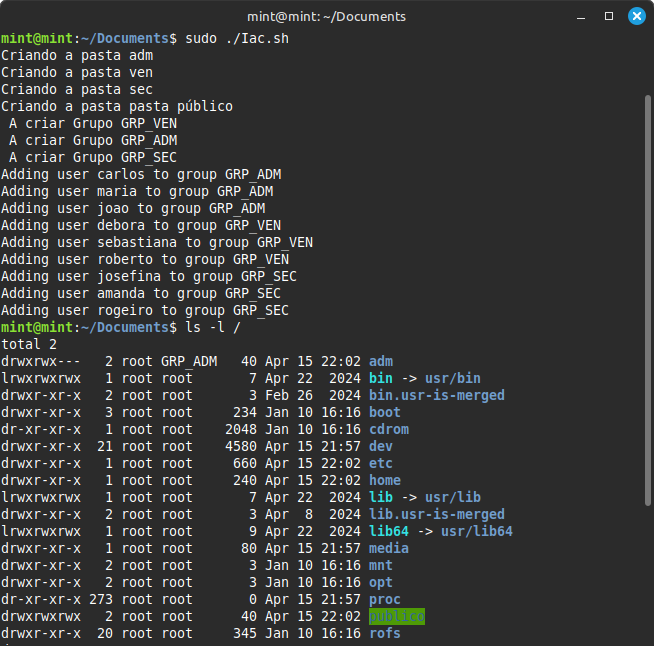 mint@mint: ~/Documents
mint@mint:~/Documents$ sudo ./Iac.sh
Criando a pasta adm
Criando a pasta ven
Criando a pasta sec
Criando a pasta pasta público
 A criar Grupo GRP_VEN
 A criar Grupo GRP_ADM
 A criar Grupo GRP_SEC
Adding user carlos to group GRP_ADM
Adding user maria to group GRP_ADM
Adding user joao to group GRP_ADM
Adding user debora to group GRP_VEN
Adding user sebastiana to group GRP_VEN
Adding user roberto to group GRP_VEN
Adding user josefina to group GRP_SEC
Adding user amanda to group GRP_SEC
Adding user rogeiro to group GRP_SEC
mint@mint:~/Documents$ ls -l /
total 2
drwxrwx---   2 root GRP_ADM   40 Apr 15 22:02 adm
lrwxrwxrwx   1 root root       7 Apr 22  2024 bin -> usr/bin
drwxr-xr-x   2 root root       3 Feb 26  2024 bin.usr-is-merged
drwxr-xr-x   3 root root     234 Jan 10 16:16 boot
dr-xr-xr-x   1 root root    2048 Jan 10 16:16 cdrom
drwxr-xr-x  21 root root    4580 Apr 15 21:57 dev
drwxr-xr-x   1 root root     660 Apr 15 22:02 etc
drwxr-xr-x   1 root root     240 Apr 15 22:02 home
lrwxrwxrwx   1 root root       7 Apr 22  2024 lib -> usr/lib
drwxr-xr-x   2 root root       3 Apr  8  2024 lib.usr-is-merged
lrwxrwxrwx   1 root root       9 Apr 22  2024 lib64 -> usr/lib64
drwxr-xr-x   1 root root      80 Apr 15 21:57 media
drwxr-xr-x   2 root root       3 Jan 10 16:16 mnt
drwxr-xr-x   2 root root       3 Jan 10 16:16 opt
dr-xr-xr-x 273 root root       0 Apr 15 21:57 proc
drwxrwxrwx   2 root root      40 Apr 15 22:02 publico
drwxr-xr-x  20 root root     345 Jan 10 16:16 rofs